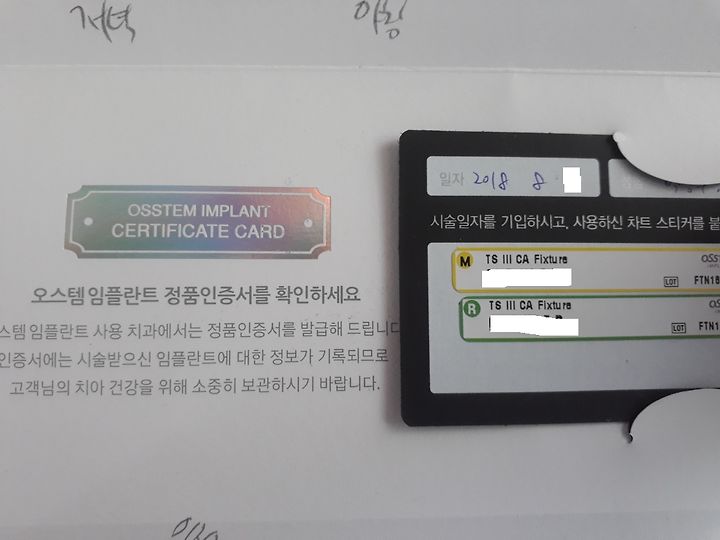 저녁
아침
OSSTEM IMPLANT
CERTIFICATE CARD
오스템임플란트 정품인증서를 확인하세요
스템임플란트 사용 치과에서는 정품인증서를 발급해 드립니다
인증서에는 시술받으신 임플란트에 대한 정보가 기록되므로
고객님의 치아 건강을 위해 소중히 보관하시기 바랍니다.
일자 2018 8
시술일자를 기입하시고, 사용하신 차트 스티커를 붙
M TS III CA Fixture OSS
LOT FTN18
R TS III CA Fixture OSS
LOT FTN1